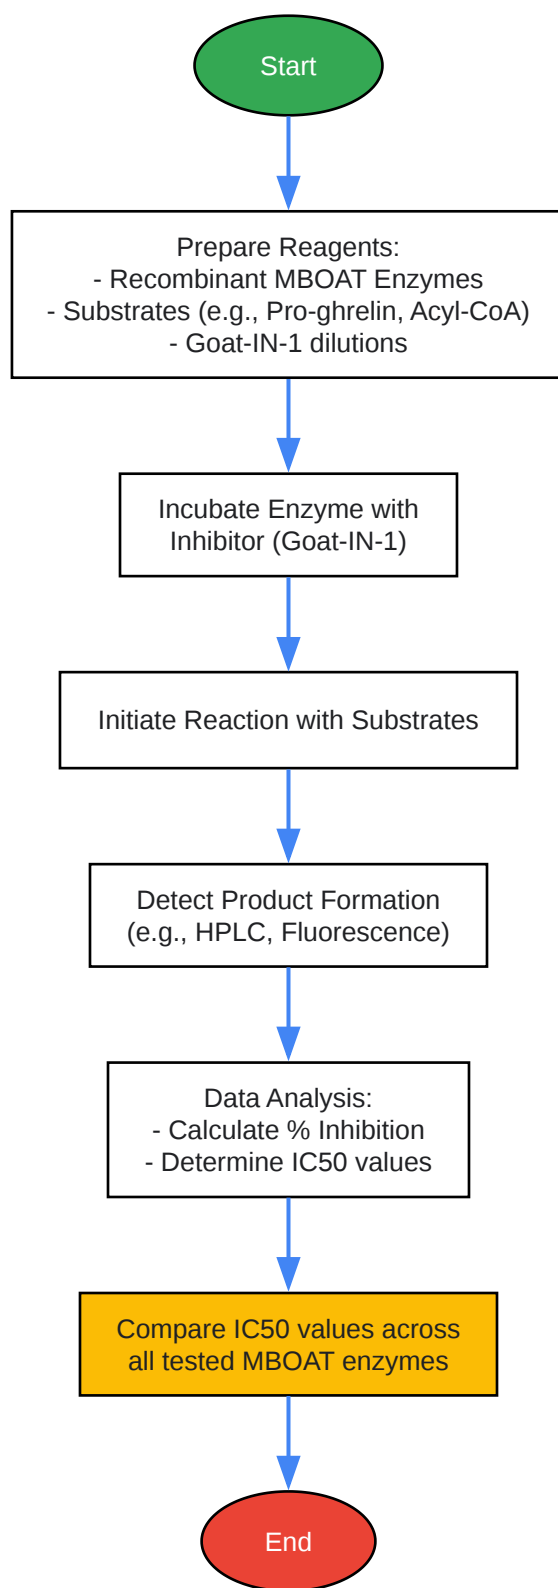 Start
Prepare Reagents:
- Recombinant MBOAT Enzymes
- Substrates (e.g., Pro-ghrelin, Acyl-CoA)
- Goat-IN-1 dilutions
Incubate Enzyme with
Inhibitor (Goat-IN-1)
Initiate Reaction with Substrates
Detect Product Formation
(e.g., HPLC, Fluorescence)
Data Analysis:
- Calculate % Inhibition
- Determine IC50 values
Compare IC50 values across
all tested MBOAT enzymes
End